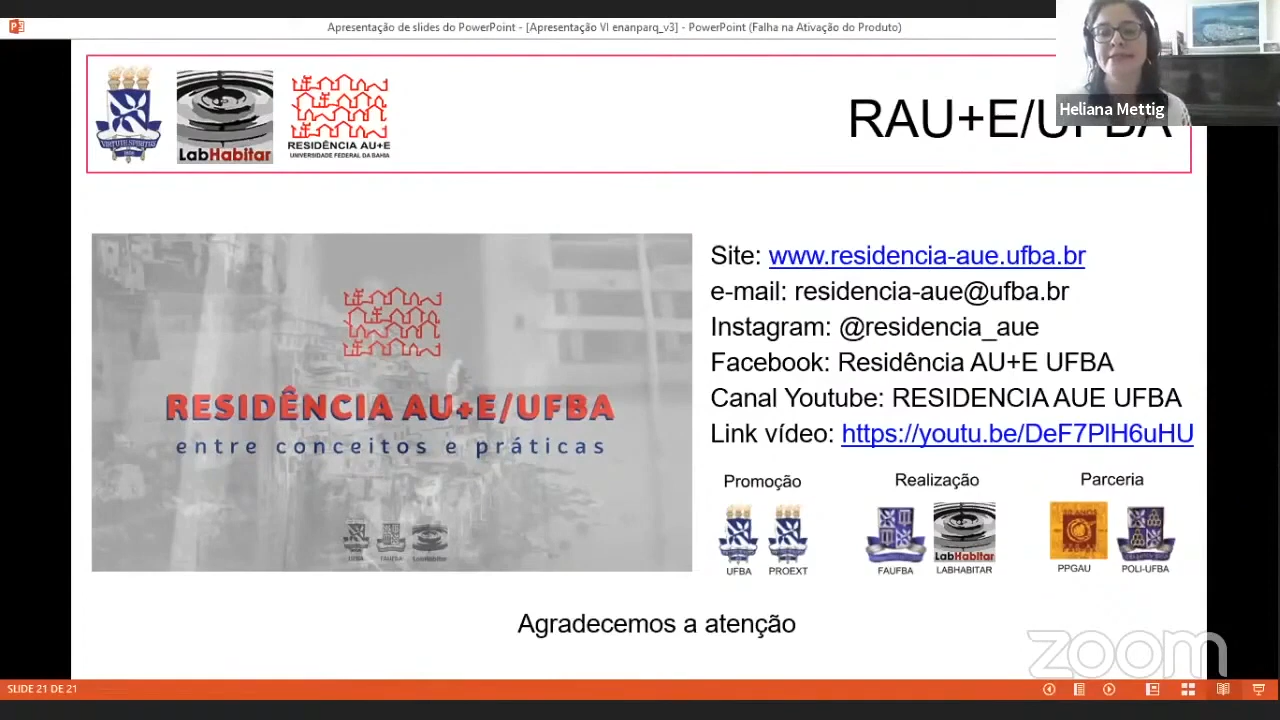 Apresentação de slides do PowerPoint - [Apresentação VI enanparq_v3] - PowerPoint (Falha na Ativação do Produto)
Heliana Mettig
VIRTUTE SPIRITUS
LabHabitar
RESIDÊNCIA AU+E
UNIVERSIDADE FEDERAL DA BAHIA
RAU+E/UFBA
RESIDÊNCIA AU+E/UFBA
entre conceitos e práticas
Site: www.residencia-aue.ufba.br
e-mail: residencia-aue@ufba.br
Instagram: @residencia_aue
Facebook: Residência AU+E UFBA
Canal Youtube: RESIDENCIA AUE UFBA
Link vídeo: https://youtu.be/DeF7PlH6uHU
Promoção
Realização
Parceria
LabHabitar
UFBA
PROEXT
FAUFBA
LABHABITAR
PPGAU
POLI-UFBA
Agradecemos a atenção
zoom
SLIDE 21 DE 21